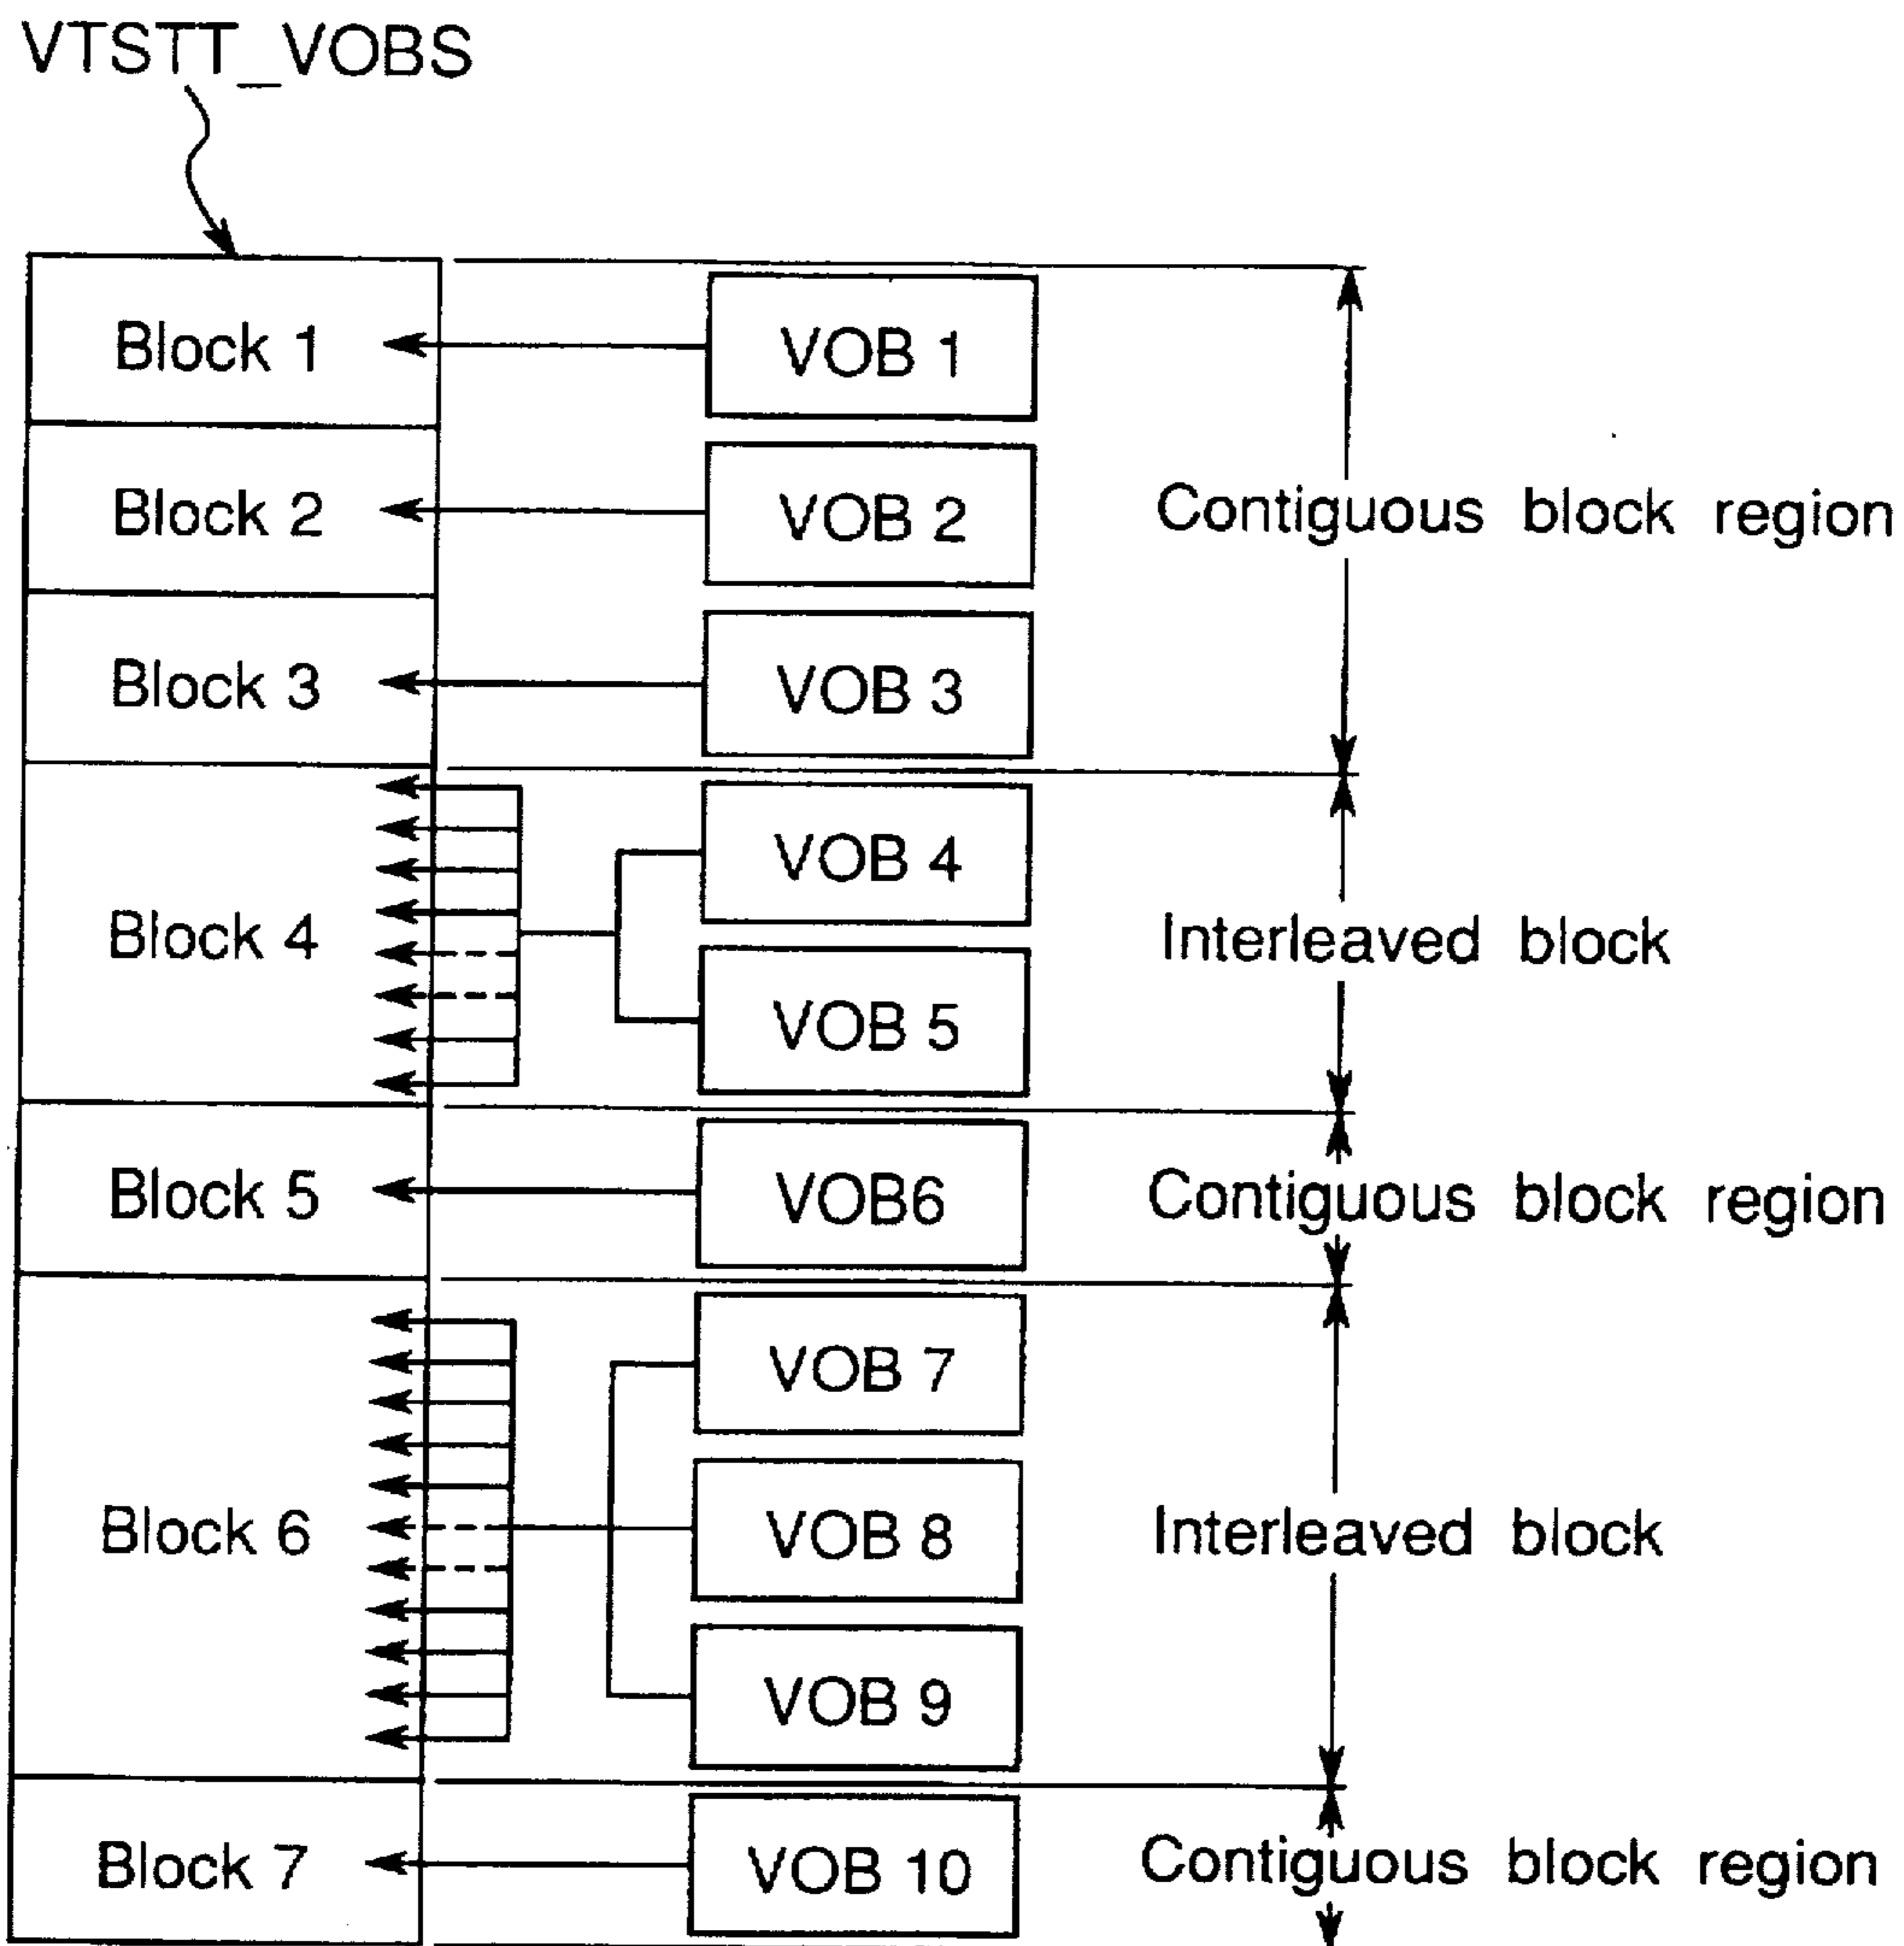 VTSTT_VOBS
Block 1
VOB 1
Block 2
VOB 2
Contiguous block region
Block 3
VOB 3
VOB 4
Block 4
Interleaved block
VOB 5
Block 5
VOB6
Contiguous block region
VOB 7
Block 6
VOB 8
Interleaved block
VOB 9
Block 7
VOB 10
Contiguous block region